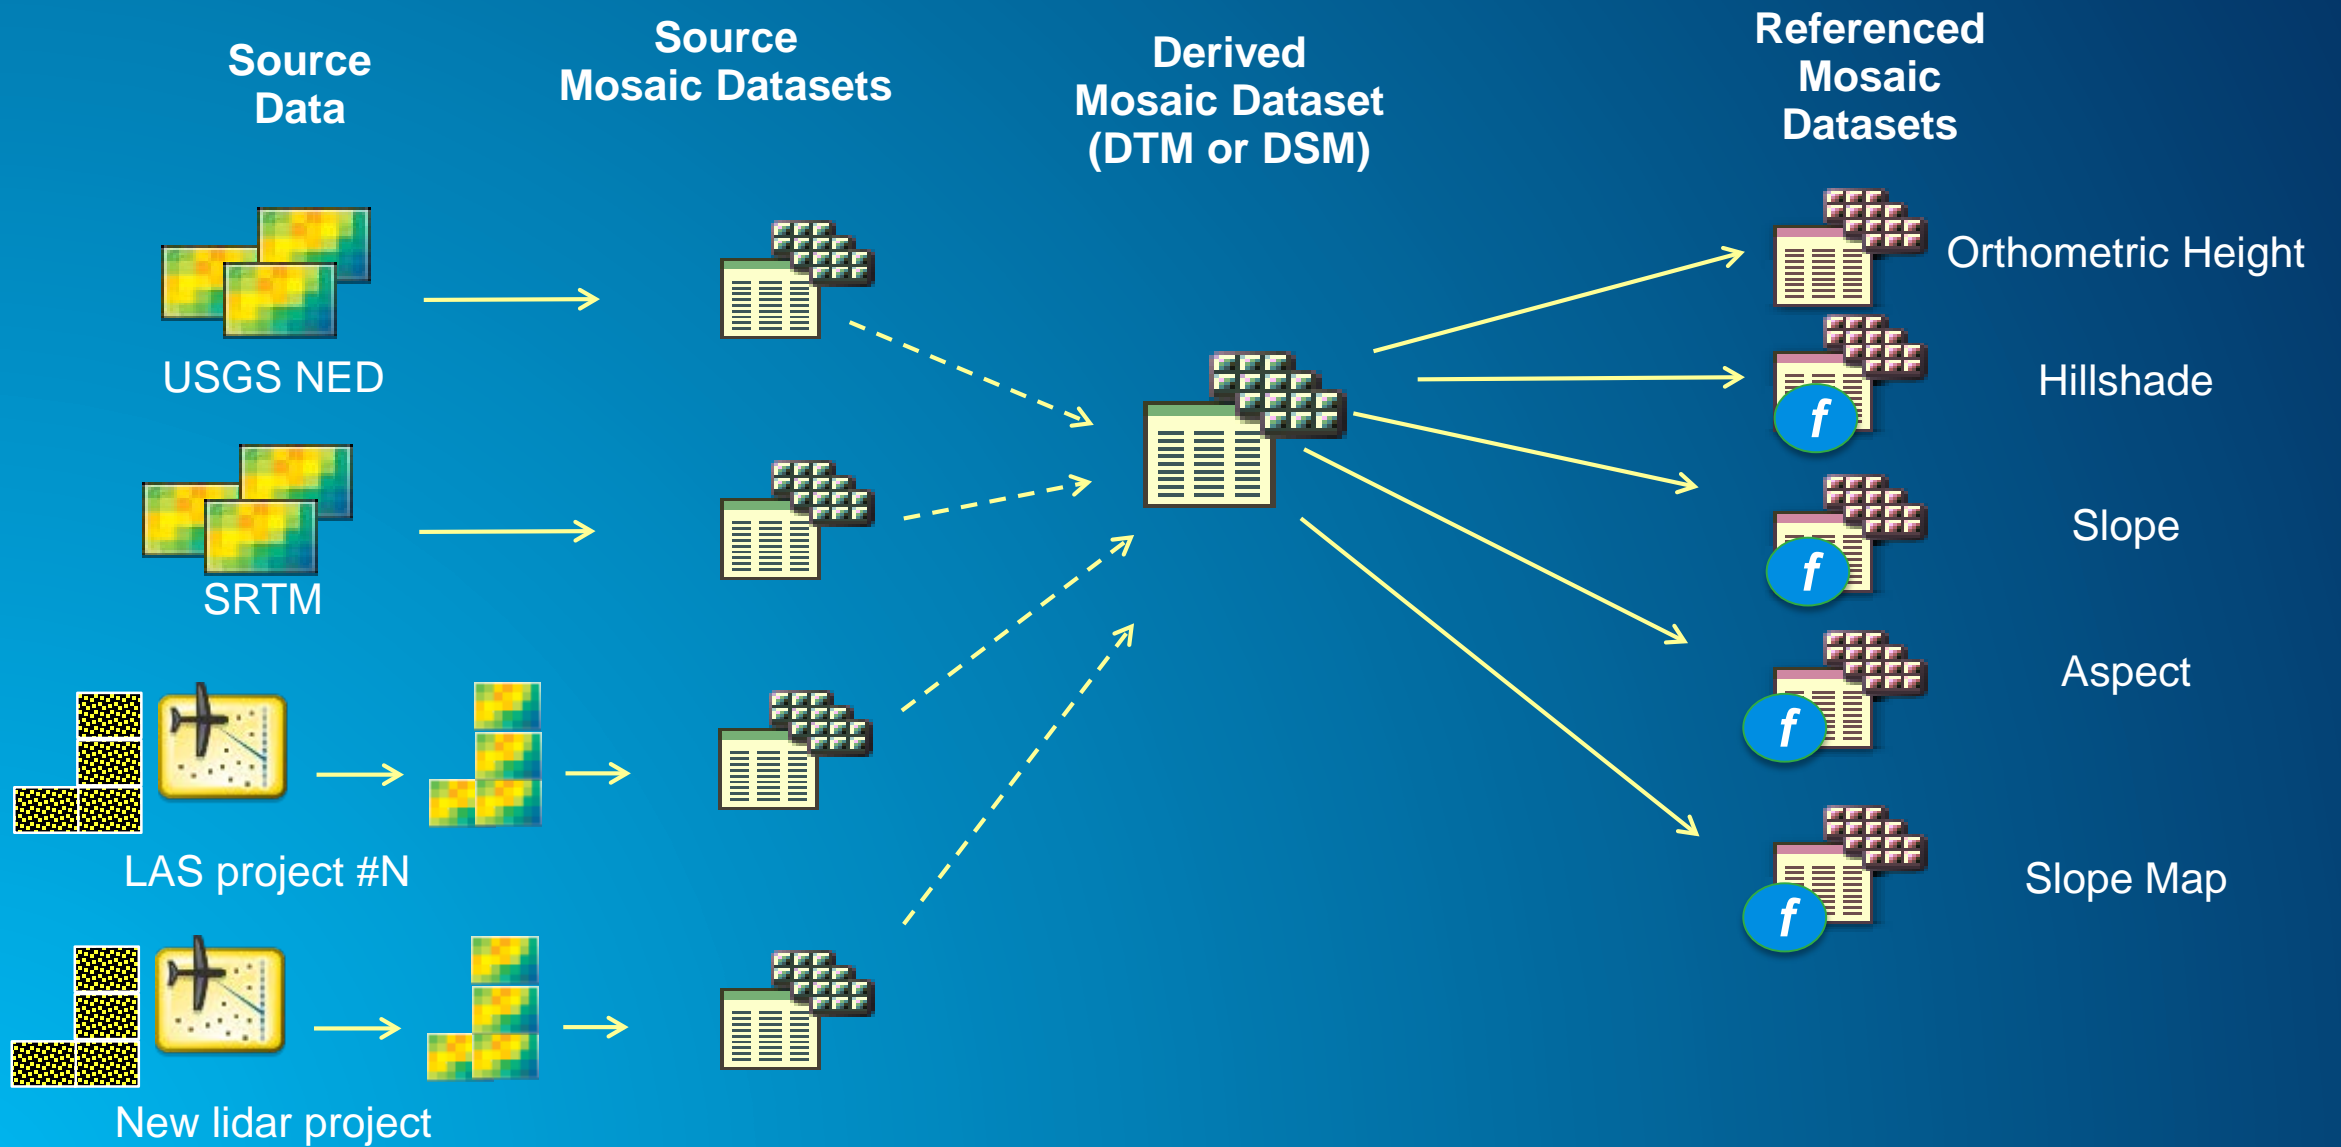 Source
Data
Source
Mosaic Datasets
Derived
Mosaic Dataset
(DTM or DSM)
Referenced
Mosaic
Datasets
USGS NED
SRTM
LAS project #N
New lidar project
Orthometric Height
f
Hillshade
f
Slope
f
Aspect
f
Slope Map